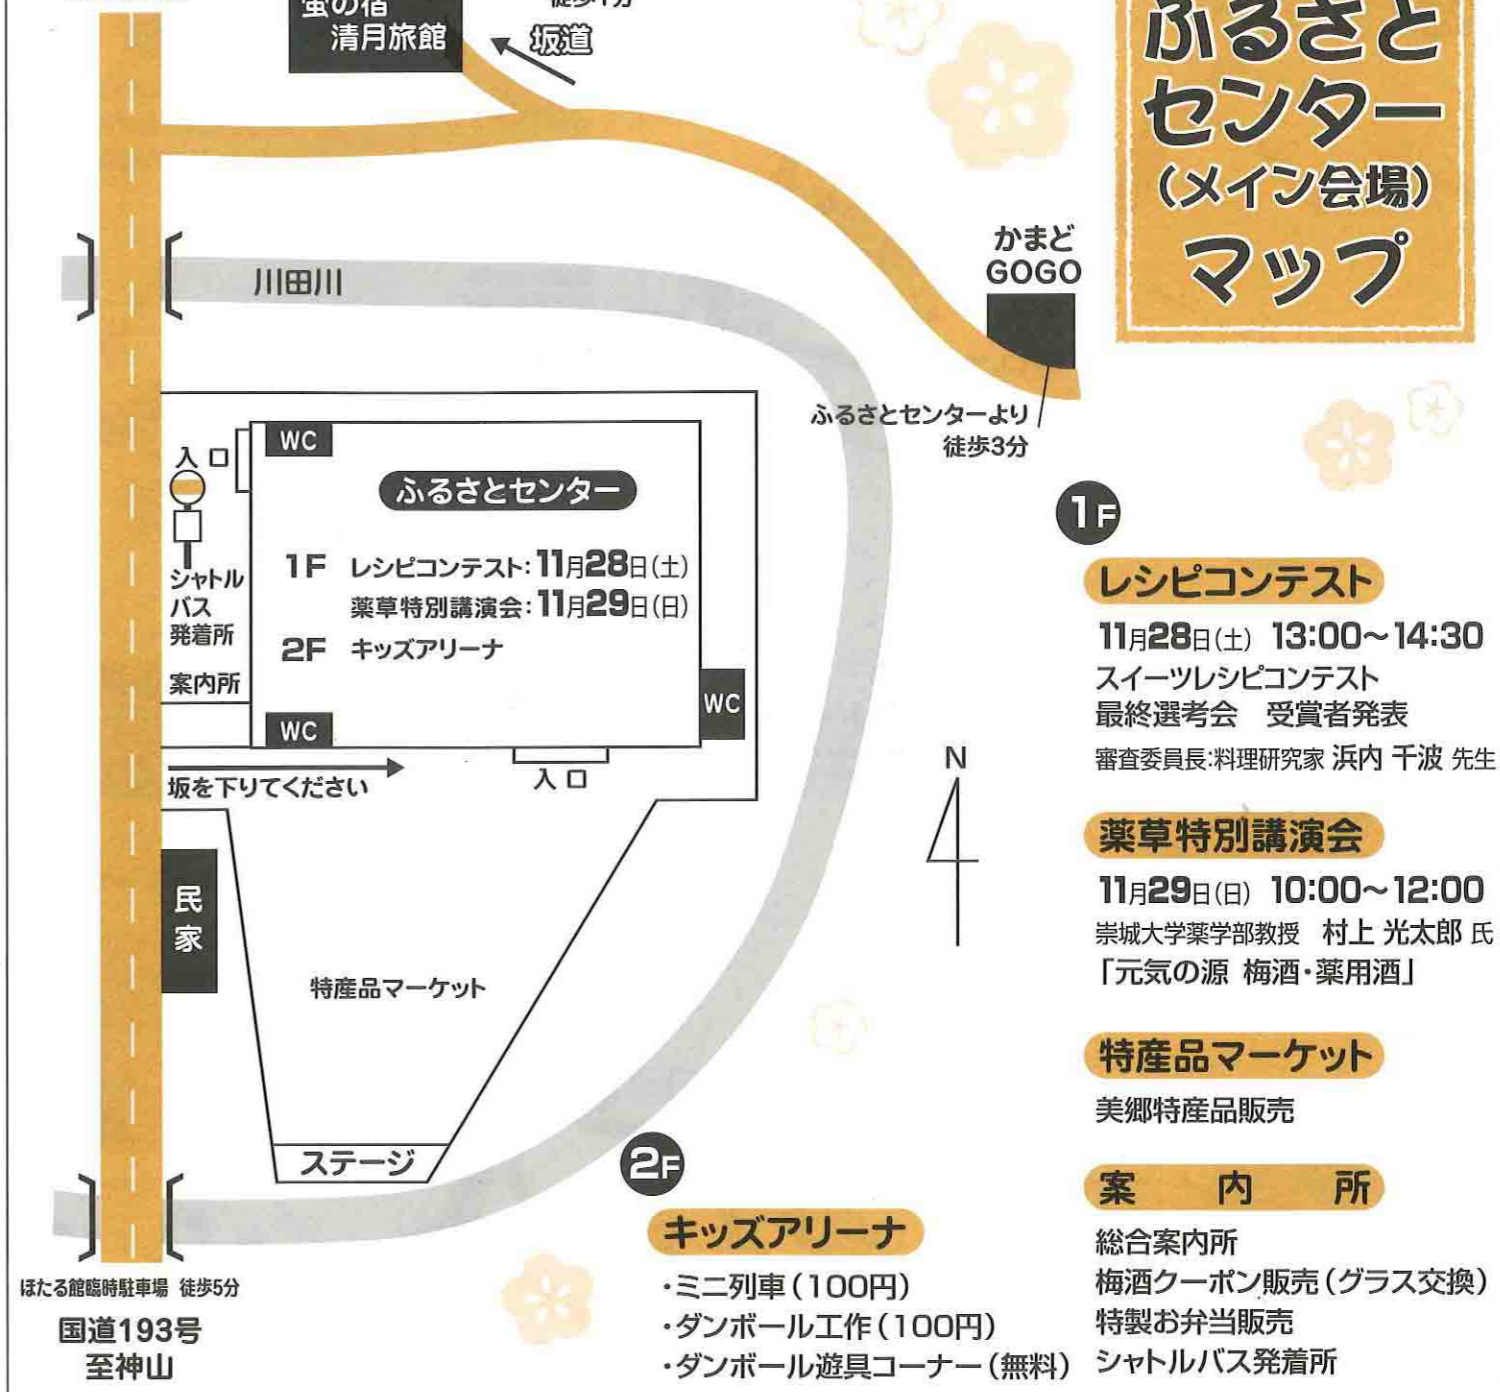 蛍の宿
清月旅館
坂道
ふるさと
センター
(メイン会場)
マップ
川田川
かまど
GOGO
ふるさとセンターより
徒歩3分
入口
WC
ふるさとセンター
1F レシピコンテスト:11月28日(土)
薬草特別講演会:11月29日(日)
2F キッズアリーナ
シャトル
バス
発着所
案内所
WC
WC
入口
坂を下りてください
N
民家
特産品マーケット
ステージ
ほたる館臨時駐車場 徒歩5分
国道193号
至神山
1F
レシピコンテスト
11月28日(土) 13:00~14:30
スイーツレシピコンテスト
最終選考会 受賞者発表
審査委員長:料理研究家 浜内 千波 先生
薬草特別講演会
11月29日(日) 10:00~12:00
崇城大学薬学部教授 村上 光太郎 氏
「元気の源 梅酒・薬用酒」
特産品マーケット
美郷特産品販売
案内所
総合案内所
梅酒クーポン販売(グラス交換)
特製お弁当販売
シャトルバス発着所
2F
キッズアリーナ
・ミニ列車(100円)
・ダンボール工作(100円)
・ダンボール遊具コーナー(無料)